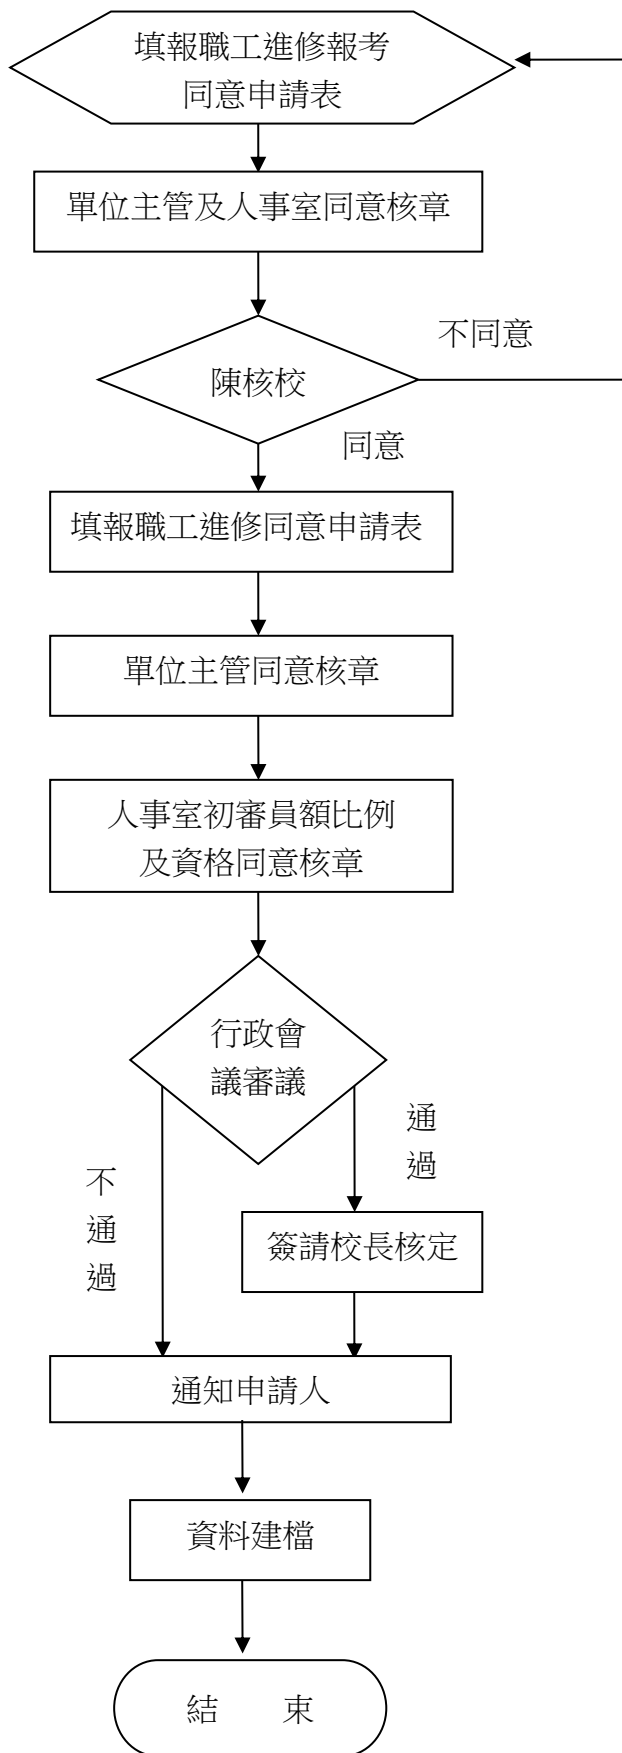 填報職工進修報考
同意申請表
單位主管及人事室同意核章
不同意
陳核校
同意
填報職工進修同意申請表
單位主管同意核章
人事室初審員額比例
及資格同意核章
行政會
議審議
通
過
不
通
過
簽請校長核定
通知申請人
資料建檔
結 束